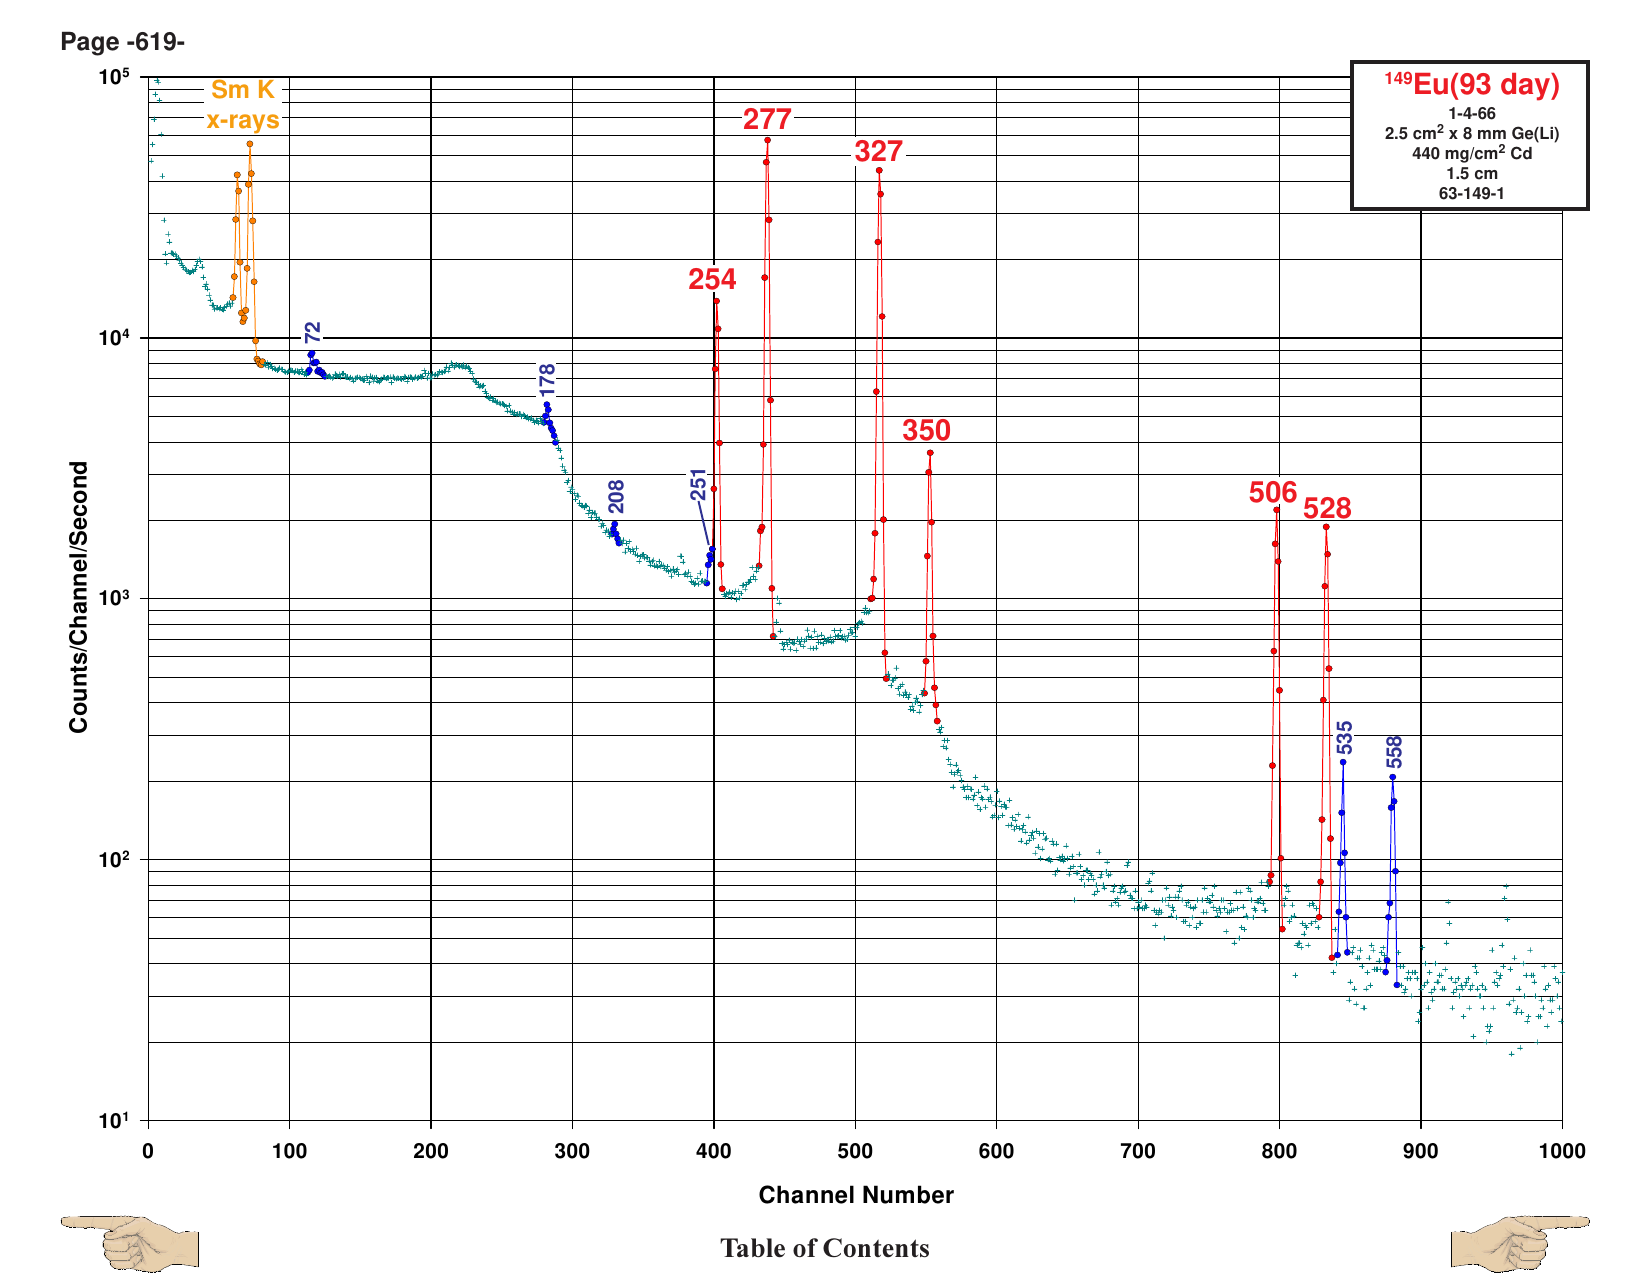 Page -619-
10⁵
Sm K
x-rays
277
327
254
¹⁴⁹Eu(93 day)
1-4-66
2.5 cm² x 8 mm Ge(Li)
440 mg/cm² Cd
1.5 cm
63-149-1
10⁴
72
178
350
208
251
506
528
10³
535
558
10²
10¹
Counts/Channel/Second
0 100 200 300 400 500 600 700 800 900 1000
Channel Number
Table of Contents